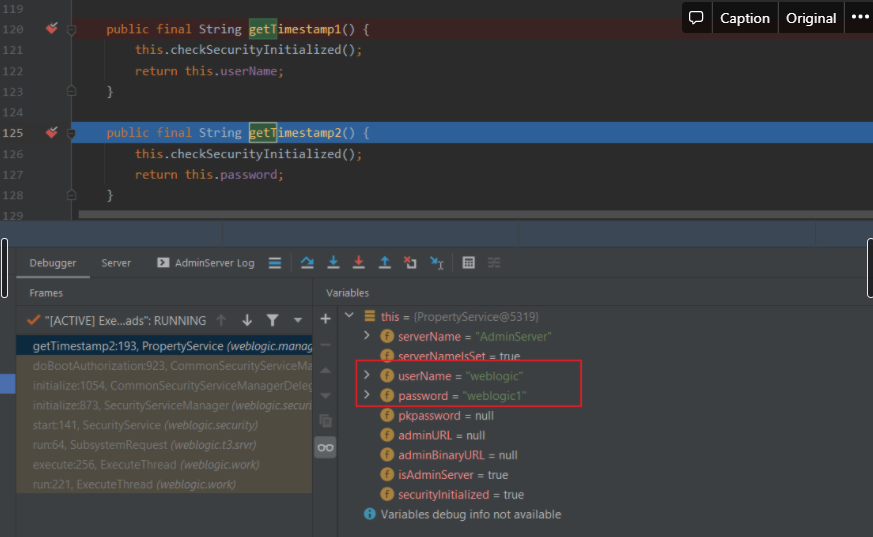 119
Caption
Original
120 public final String getTimestamp1() {
121 this.checkSecurityInitialized();
122 return this.userName;
123 }
124
125 public final String getTimestamp2() {
126 this.checkSecurityInitialized();
127 return this.password;
128 }
129
Debugger Server AdminServer Log
Frames
"[ACTIVE] Exe...ads": RUNNING
getTimestamp2:193, PropertyService (weblogic.manag
doBootAuthorization:923, CommonSecurityServiceMa
initialize:1054, CommonSecurityServiceManagerDeleg
initialize:873, SecurityServiceManager (weblogic.securi
start:141, SecurityService (weblogic.security)
run:64, SubsystemRequest (weblogic.t3.srvr)
execute:256, ExecuteThread (weblogic.work)
run:221, ExecuteThread (weblogic.work)
Variables
this = {PropertyService@5319}
serverName = "AdminServer"
serverNameIsSet = true
userName = "weblogic"
password = "weblogic1"
pkpassword = null
adminURL = null
adminBinaryURL = null
isAdminServer = true
securityInitialized = true
Variables debug info not available